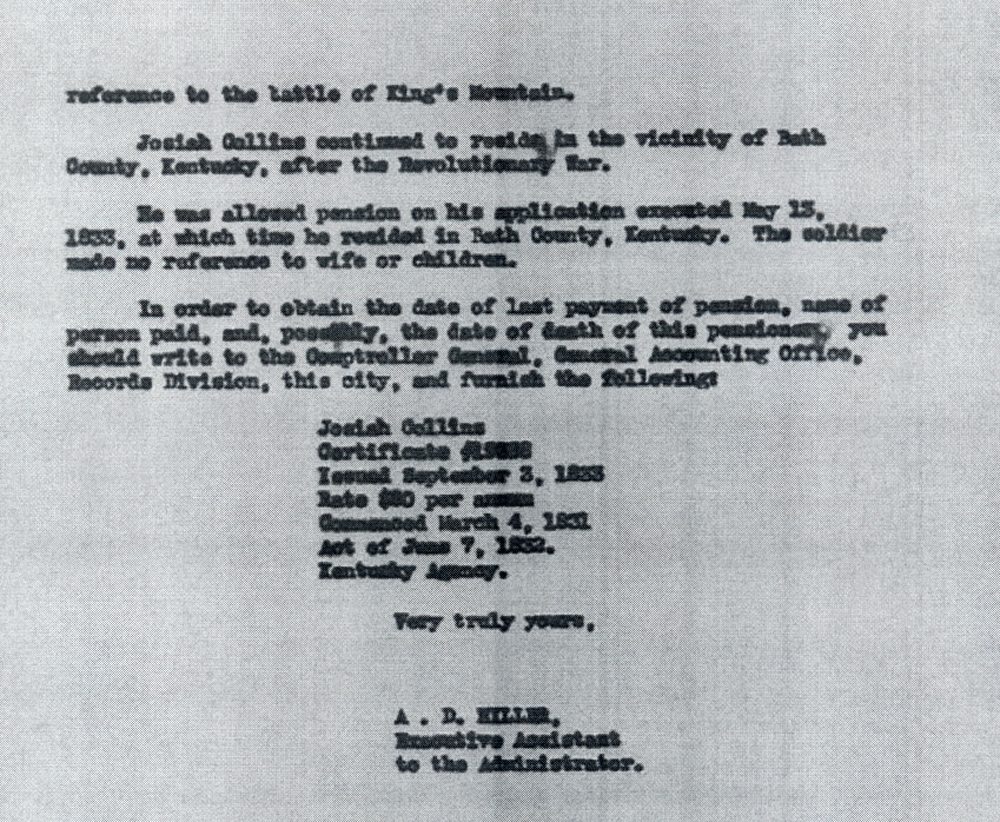 reference to the battle of King's Mountain.
Josiah Collins continued to reside in the vicinity of Bath
County, Kentucky, after the Revolutionary War.
He was allowed pension on his application executed May 13,
1833, at which time he resided in Bath County, Kentucky. The soldier
made no reference to wife or children.
In order to obtain the date of last payment of pension, name of
person paid, and, possibly, the date of death of this pensioner, you
should write to the Comptroller General, General Accounting Office,
Records Division, this city, and furnish the following:
Josiah Collins
Certificate
Issued September 3, 1833
Rate $80 per annum
Commenced March 4, 1831
Act of June 7, 1832.
Kentucky Agency.
Very truly yours,
A . D. HILLER,
Executive Assistant
to the Administrator.